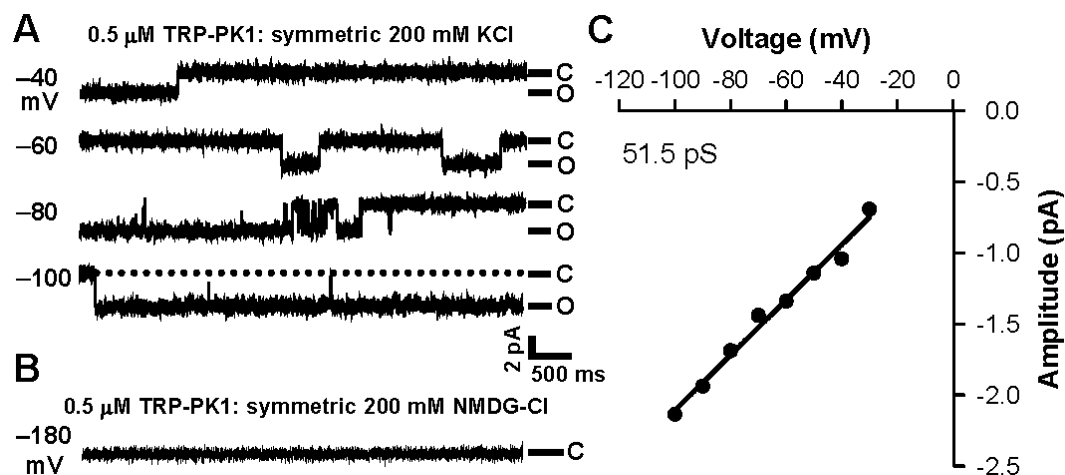 A
0.5 μM TRP-PK1: symmetric 200 mM KCl
–40
mV
C
O
–60
C
O
–80
C
O
–100
C
O
2 pA
500 ms
B
0.5 μM TRP-PK1: symmetric 200 mM NMDG-Cl
–180
mV
C
C
Voltage (mV)
-120 -100 -80 -60 -40 -20 0
0.0
51.5 pS
-0.5
-1.0
-1.5
-2.0
-2.5
Amplitude (pA)